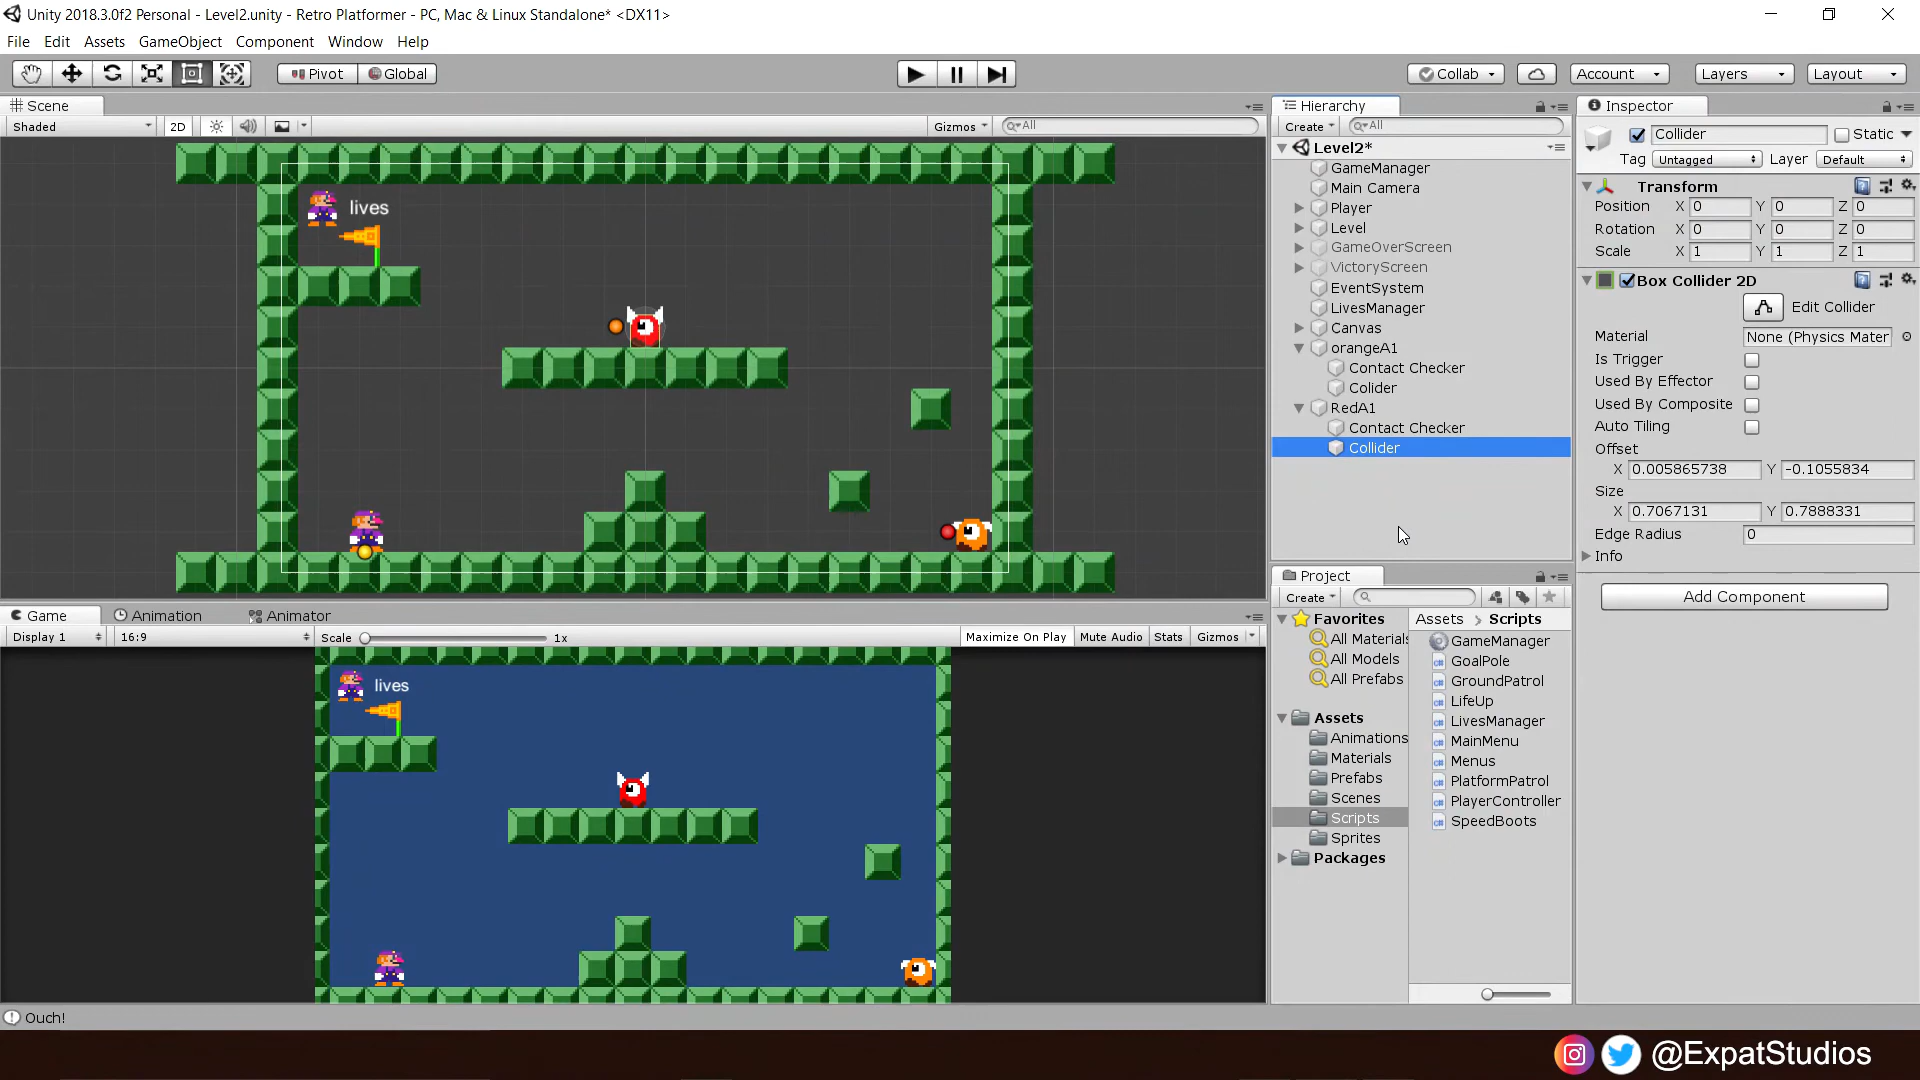 Unity 2018.3.0f2 Personal - Level2.unity - Retro Platformer - PC, Mac & Linux Standalone* <DX11>
File Edit Assets GameObject Component Window Help
Pivot Global Collab Account Layers Layout
Scene
Shaded 2D Gizmos All
lives
Game Animation Animator
Display 1 16:9 Scale 1x Maximize On Play Mute Audio Stats Gizmos
lives
Ouch!
Hierarchy
Create All
Level2*
GameManager
Main Camera
Player
Level
GameOverScreen
VictoryScreen
EventSystem
LivesManager
Canvas
orangeA1
Contact Checker
Colider
RedA1
Contact Checker
Collider
Project
Create
Favorites
All Materials
All Models
All Prefabs
Assets
Animations
Materials
Prefabs
Scenes
Scripts
Sprites
Packages
Assets > Scripts
GameManager
GoalPole
GroundPatrol
LifeUp
LivesManager
MainMenu
Menus
PlatformPatrol
PlayerController
SpeedBoots
Inspector
Collider Static
Tag Untagged Layer Default
Transform
Position X 0 Y 0 Z 0
Rotation X 0 Y 0 Z 0
Scale X 1 Y 1 Z 1
Box Collider 2D
Edit Collider
Material None (Physics Mater
Is Trigger
Used By Effector
Used By Composite
Auto Tiling
Offset
X 0.005865738 Y -0.1055834
Size
X 0.7067131 Y 0.7888331
Edge Radius 0
Info
Add Component
@ExpatStudios